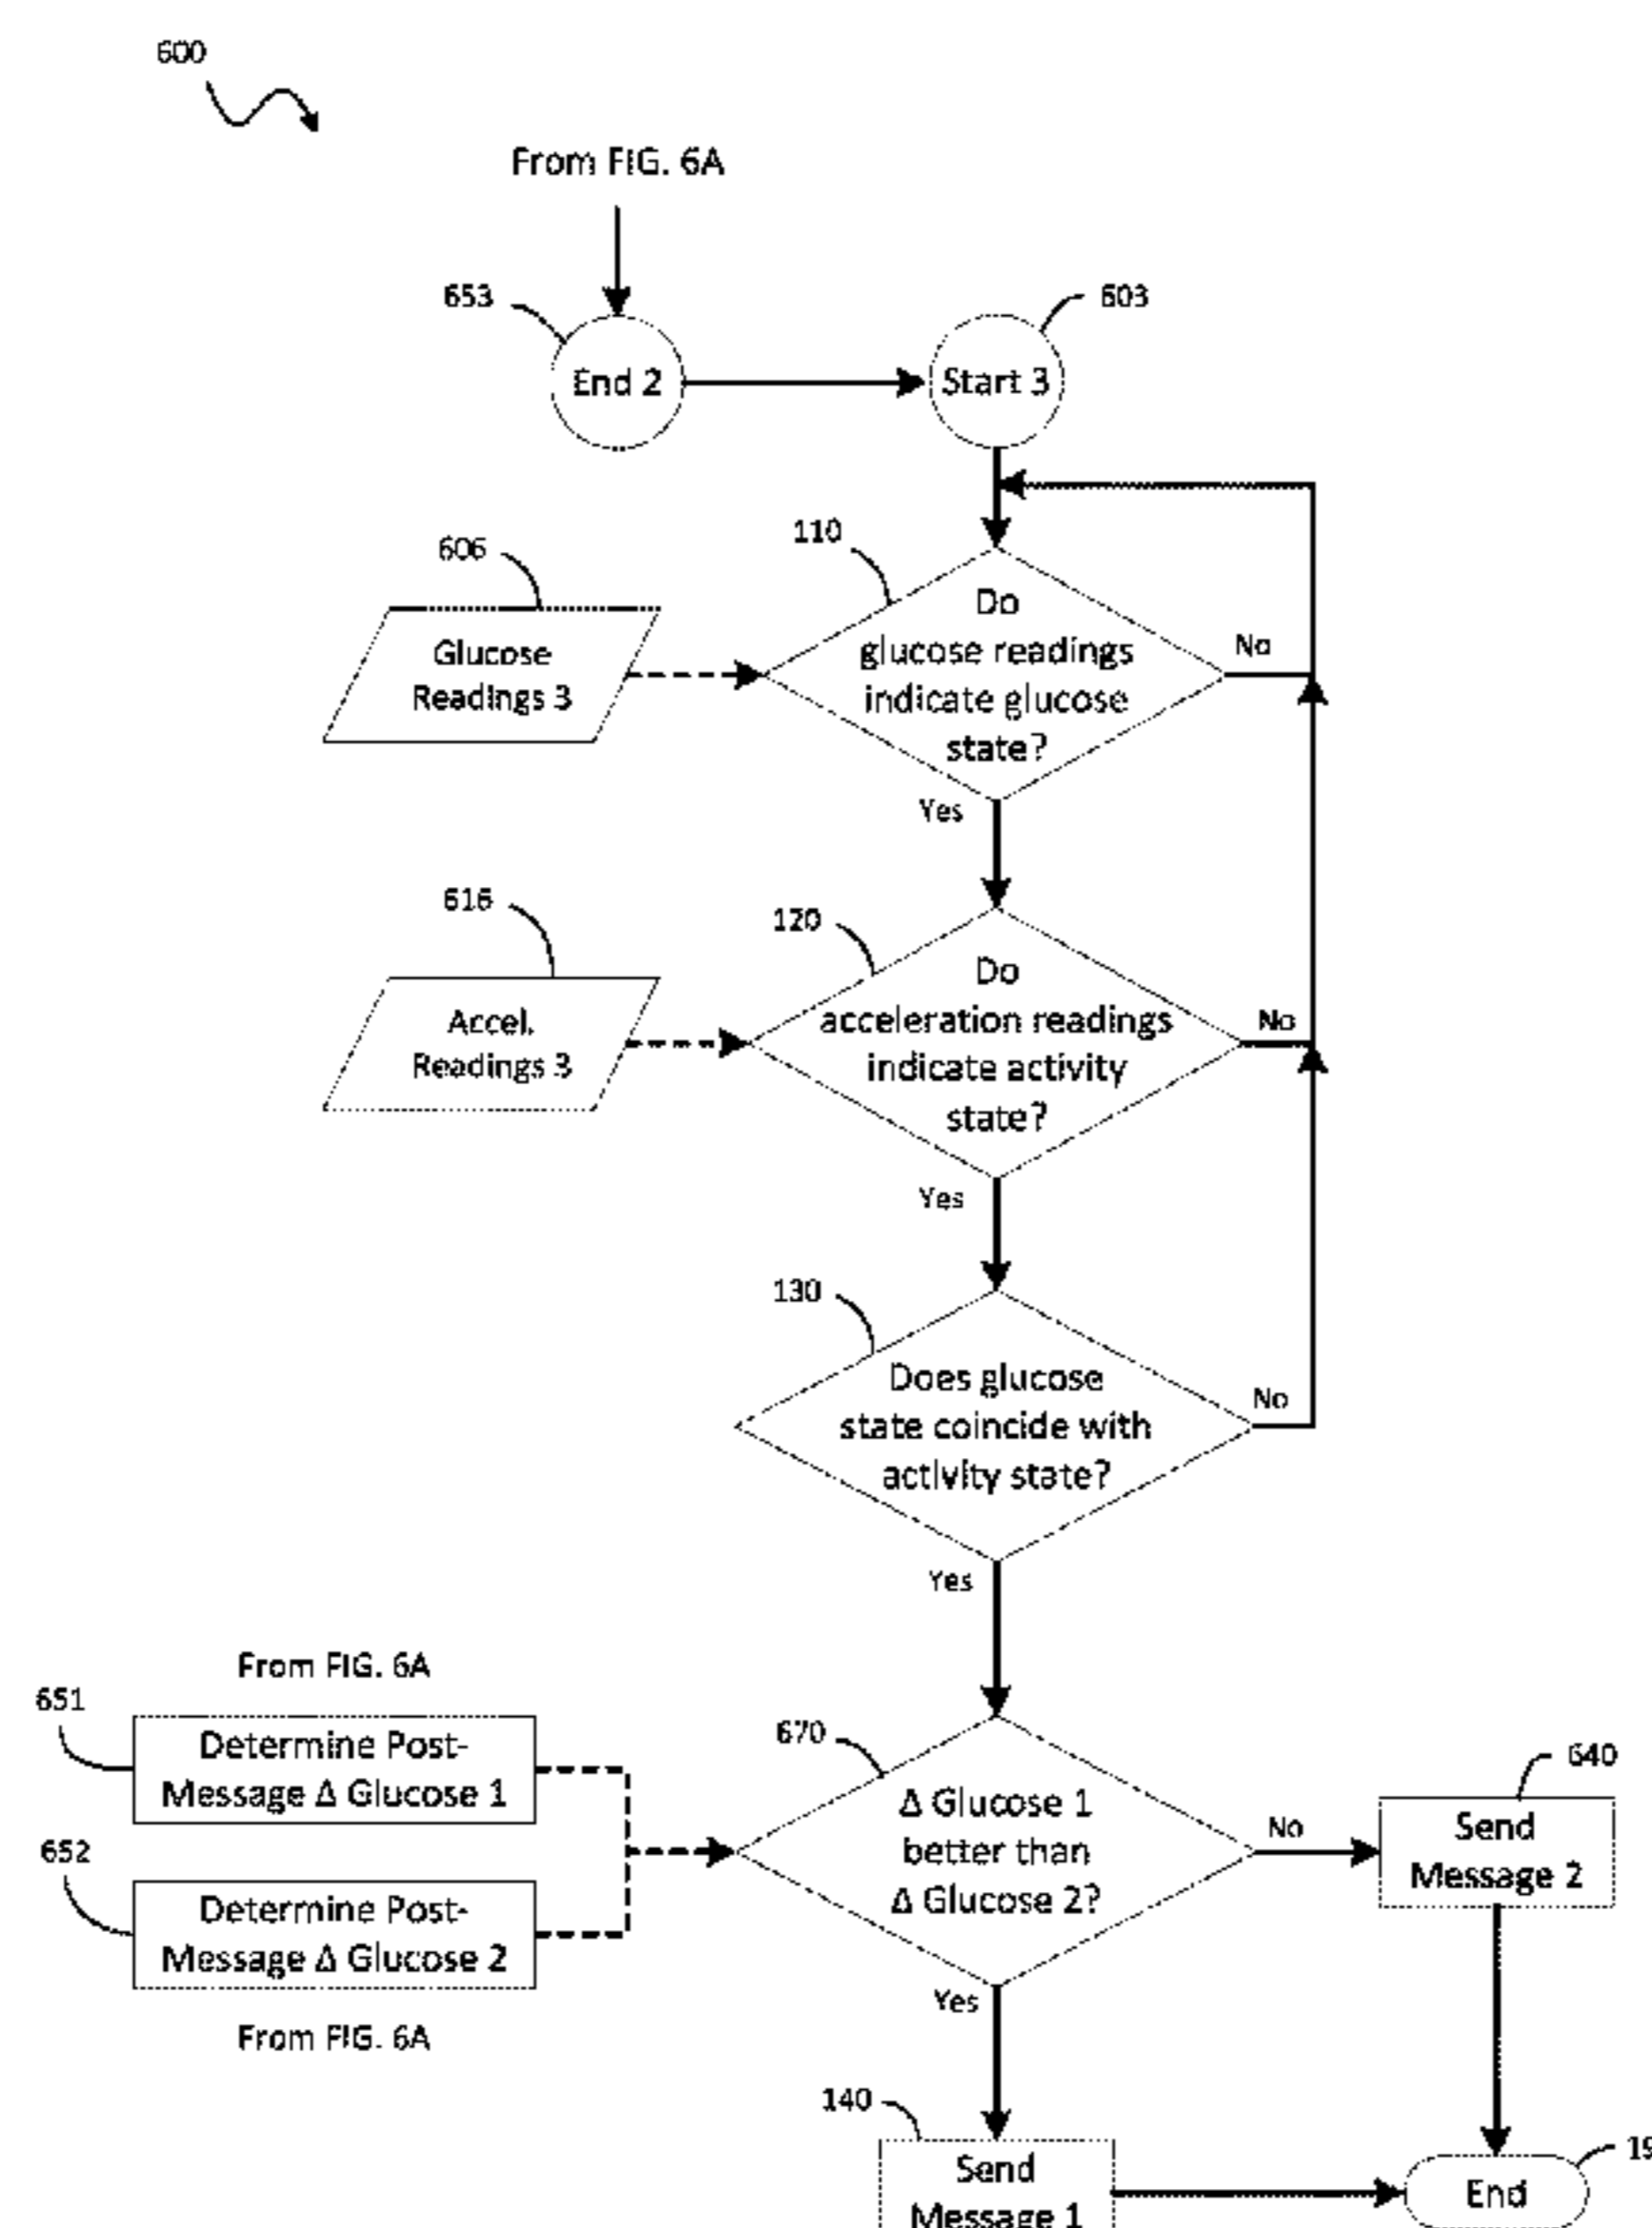 600
From FIG. 6A
653
603
End 2
Start 3
110
606
Do
glucose readings
indicate glucose
state?
No
Glucose
Readings 3
Yes
616
120
Do
acceleration readings
indicate activity
state?
No
Accel.
Readings 3
Yes
130
Does glucose
state coincide with
activity state?
No
Yes
From FIG. 6A
651
Determine Post-
Message Δ Glucose 1
670
640
Δ Glucose 1
better than
Δ Glucose 2?
No
Send
Message 2
652
Determine Post-
Message Δ Glucose 2
From FIG. 6A
Yes
140
Send
Message 1
End